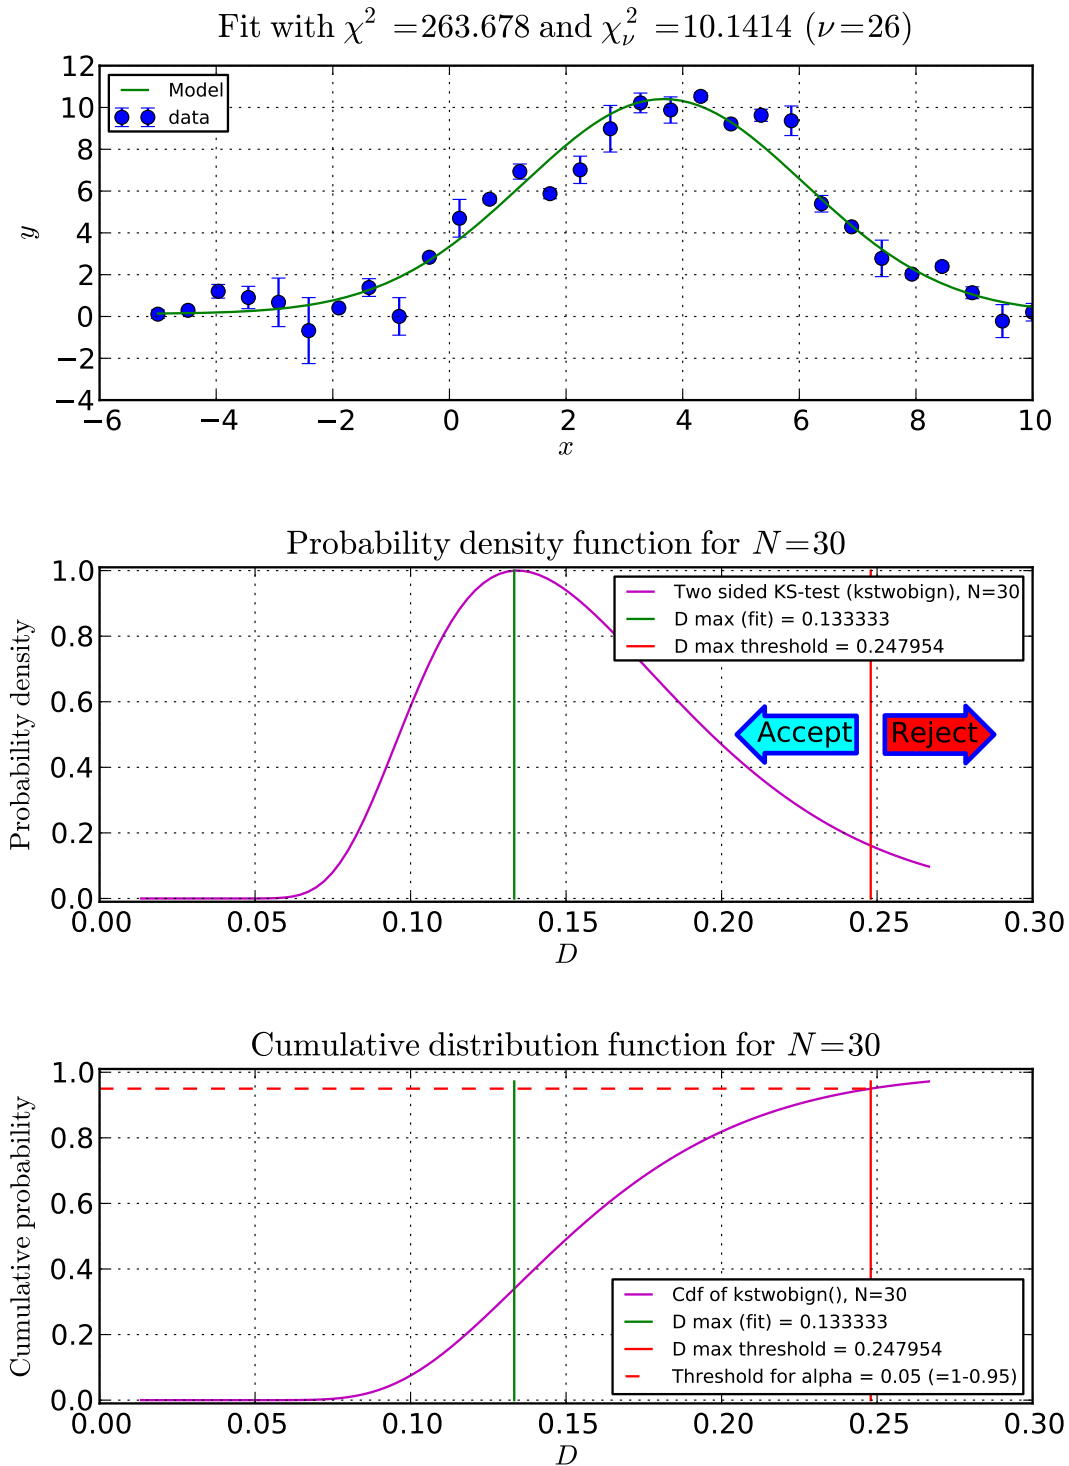 Fit with χ² =263.678 and χ²ᵥ =10.1414 (ν=26)
12
10
8
6
4
2
0
−2
−4
y
Model
data
−6 −4 −2 0 2 4 6 8 10
x
Probability density function for N=30
1.0
0.8
0.6
0.4
0.2
0.0
Probability density
Two sided KS-test (kstwobign), N=30
D max (fit) = 0.133333
D max threshold = 0.247954
Accept Reject
0.00 0.05 0.10 0.15 0.20 0.25 0.30
D
Cumulative distribution function for N=30
1.0
0.8
0.6
0.4
0.2
0.0
Cumulative probability
Cdf of kstwobign(), N=30
D max (fit) = 0.133333
D max threshold = 0.247954
Threshold for alpha = 0.05 (=1-0.95)
0.00 0.05 0.10 0.15 0.20 0.25 0.30
D